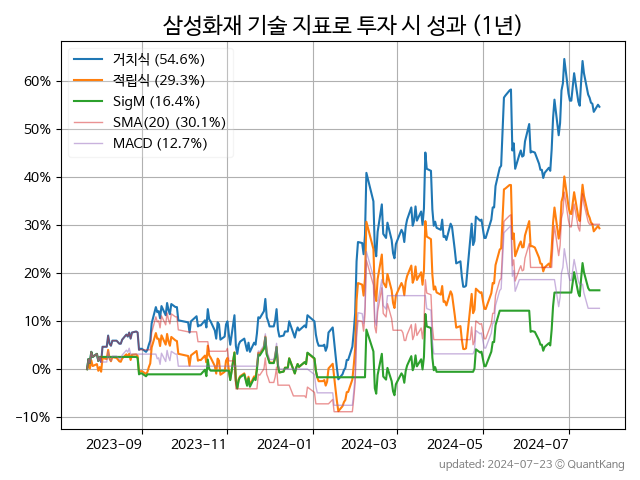 삼성화재 기술 지표로 투자 시 성과 (1년)
거치식 (54.6%)
적립식 (29.3%)
SigM (16.4%)
SMA(20) (30.1%)
MACD (12.7%)
60%
50%
40%
30%
20%
10%
0%
−10%
2023−09 2023−11 2024−01 2024−03 2024−05 2024−07
updated: 2024-07-23 © QuantKang